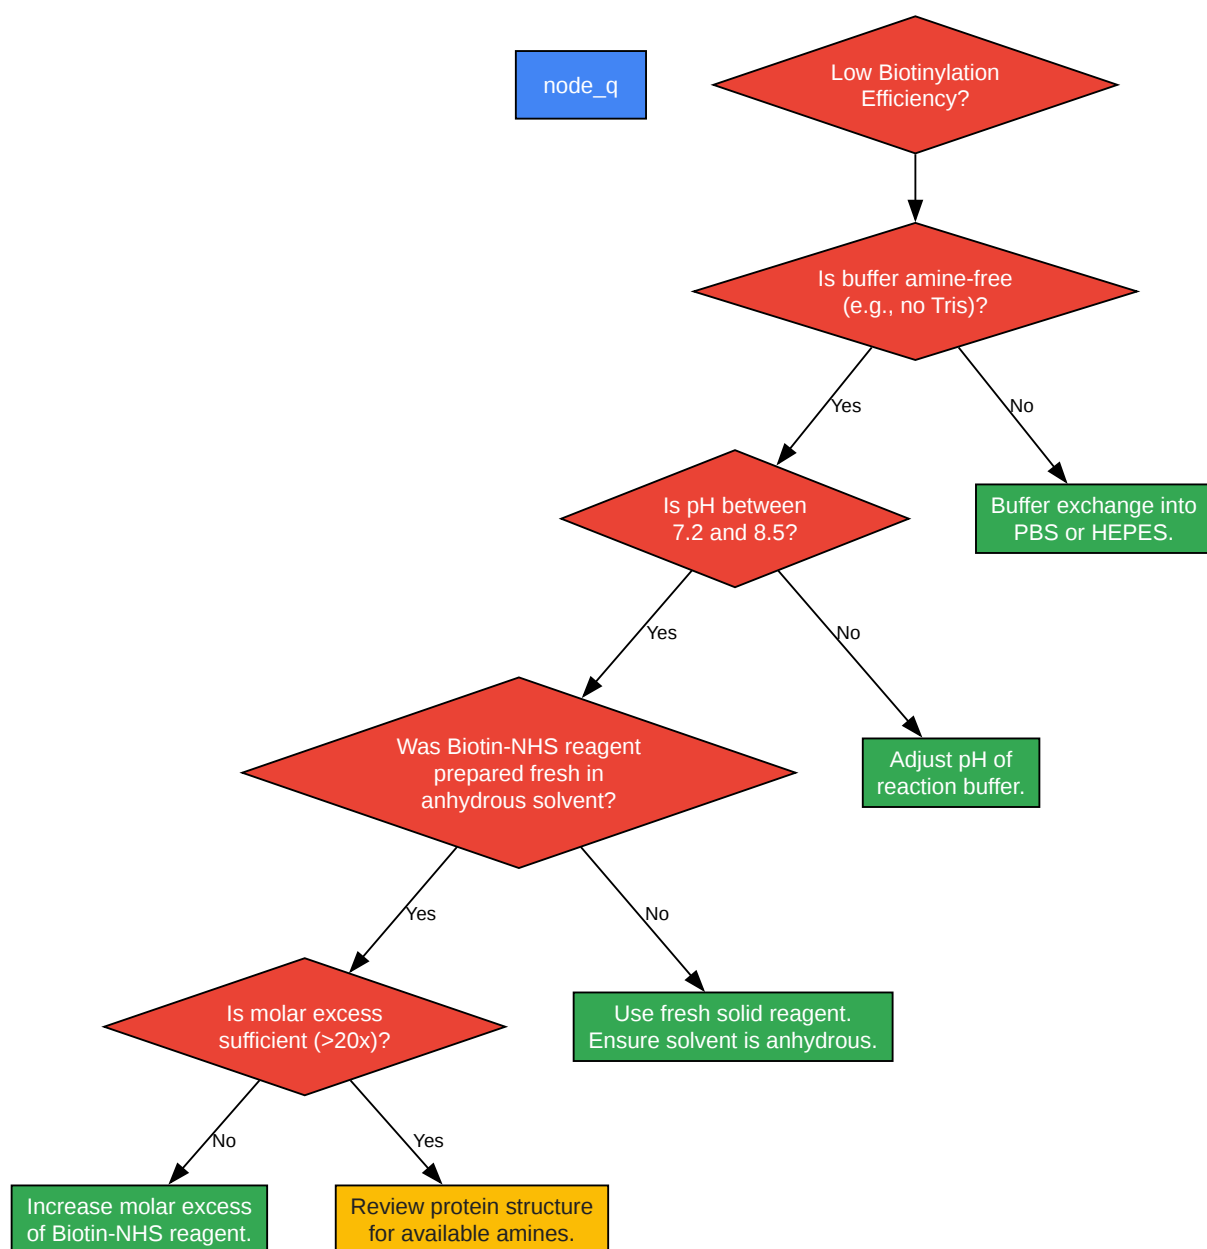 node_q
Low Biotinylation
Efficiency?
Is buffer amine-free
(e.g., no Tris)?
Yes
No
Is pH between
7.2 and 8.5?
Buffer exchange into
PBS or HEPES.
Yes
No
Was Biotin-NHS reagent
prepared fresh in
anhydrous solvent?
Adjust pH of
reaction buffer.
Yes
No
Is molar excess
sufficient (>20x)?
Use fresh solid reagent.
Ensure solvent is anhydrous.
No
Yes
Increase molar excess
of Biotin-NHS reagent.
Review protein structure
for available amines.